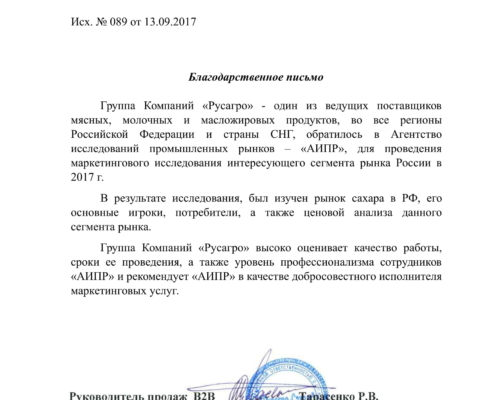 Исх. № 089 от 13.09.2017
Благодарственное письмо
Группа Компаний «Русагро» - один из ведущих поставщиков
мясных, молочных и масложировых продуктов, во все регионы
Российской Федерации и страны СНГ, обратилось в Агентство
исследований промышленных рынков – «АИПР», для проведения
маркетингового исследования интересующего сегмента рынка России в
2017 г.
В результате исследования, был изучен рынок сахара в РФ, его
основные игроки, потребители, а также ценовой анализа данного
сегмента рынка.
Группа Компаний «Русагро» высоко оценивает качество работы,
сроки ее проведения, а также уровень профессионализма сотрудников
«АИПР» и рекомендует «АИПР» в качестве добросовестного исполнителя
маркетинговых услуг.
Руководитель продаж В2В Тарасенко Р.В.